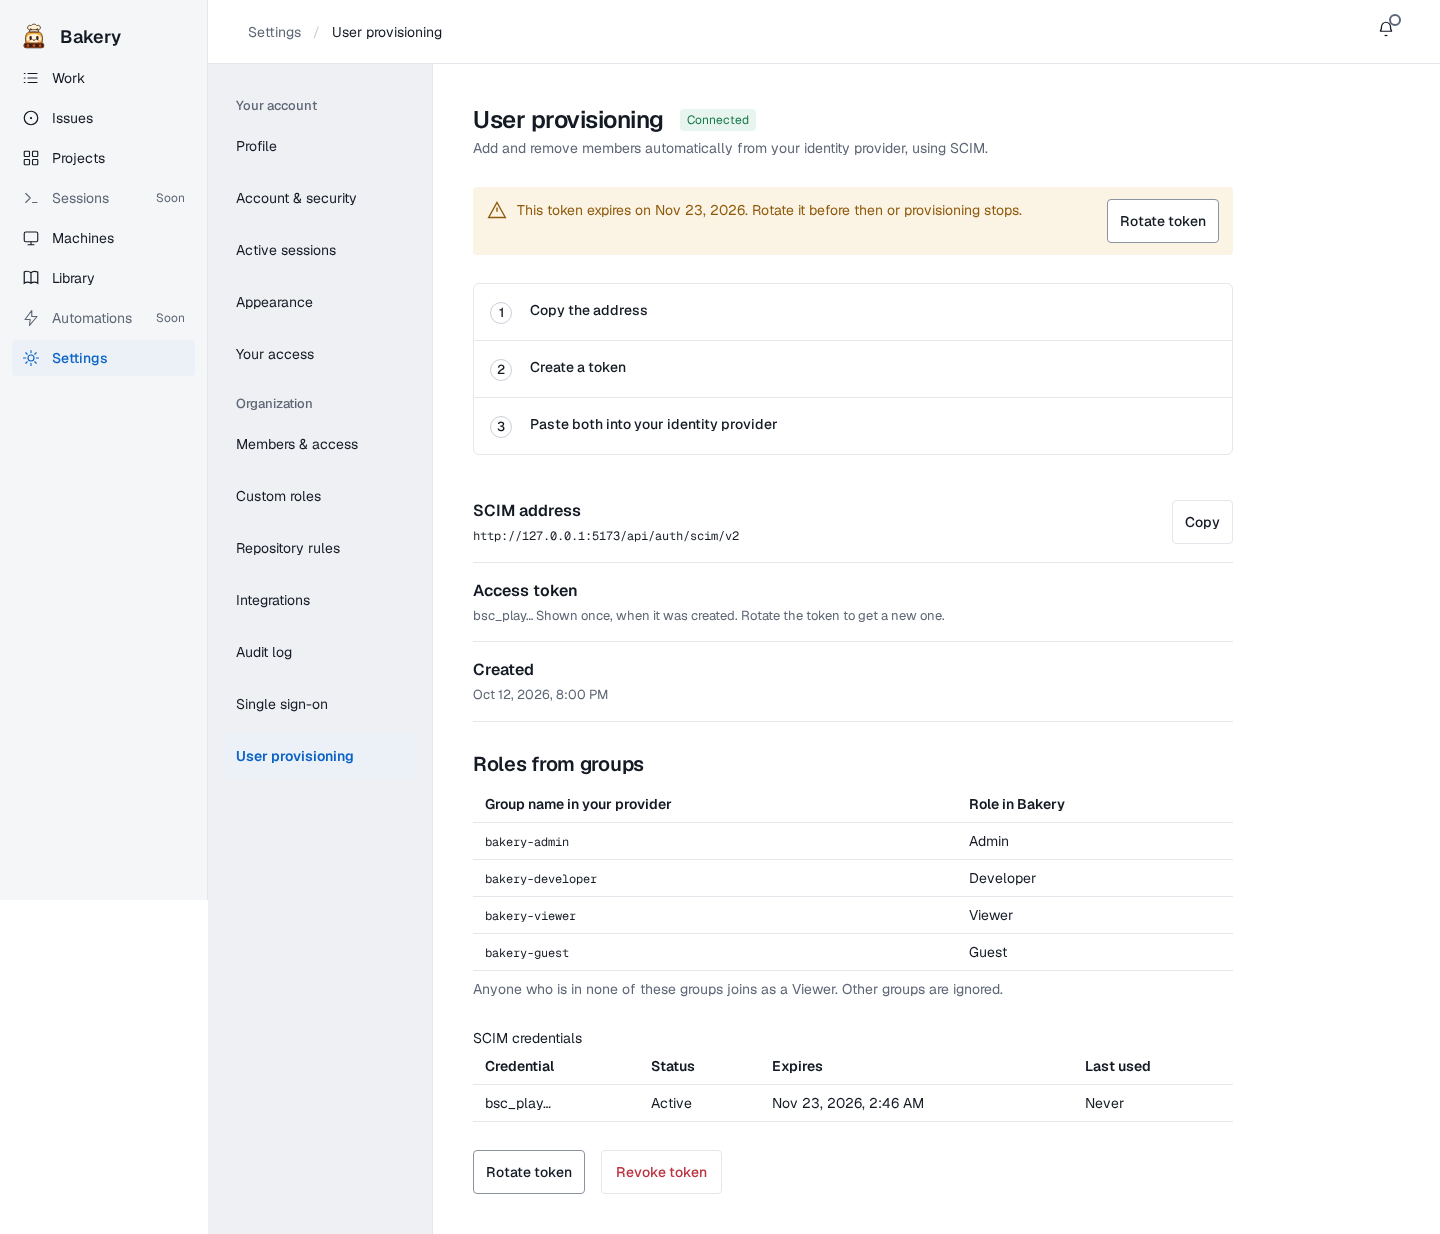 Bakery
Work
Issues
Projects
Sessions Soon
Machines
Library
Automations Soon
Settings
Settings / User provisioning
Your account
Profile
Account & security
Active sessions
Appearance
Your access
Organization
Members & access
Custom roles
Repository rules
Integrations
Audit log
Single sign-on
User provisioning
User provisioning Connected
Add and remove members automatically from your identity provider, using SCIM.
This token expires on Nov 23, 2026. Rotate it before then or provisioning stops.
Rotate token
1 Copy the address
2 Create a token
3 Paste both into your identity provider
SCIM address
http://127.0.0.1:5173/api/auth/scim/v2
Copy
Access token
bsc_play… Shown once, when it was created. Rotate the token to get a new one.
Created
Oct 12, 2026, 8:00 PM
Roles from groups
Group name in your provider Role in Bakery
bakery-admin Admin
bakery-developer Developer
bakery-viewer Viewer
bakery-guest Guest
Anyone who is in none of these groups joins as a Viewer. Other groups are ignored.
SCIM credentials
Credential Status Expires Last used
bsc_play… Active Nov 23, 2026, 2:46 AM Never
Rotate token Revoke token